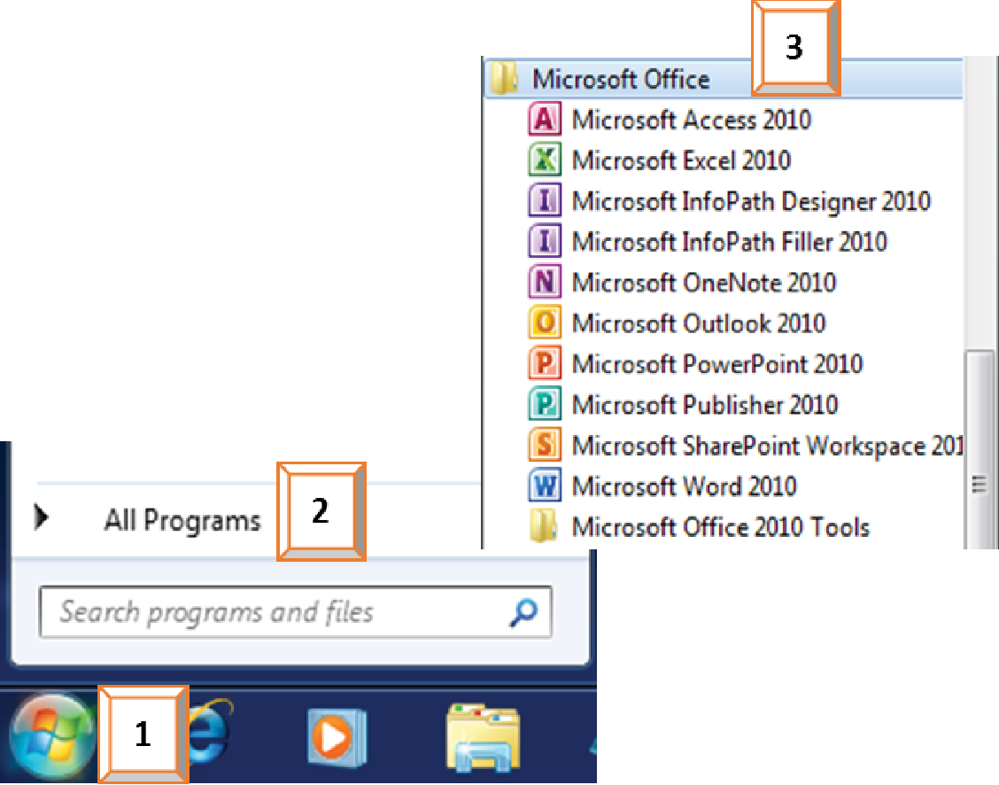 3
Microsoft Office
Microsoft Access 2010
Microsoft Excel 2010
Microsoft InfoPath Designer 2010
Microsoft InfoPath Filler 2010
Microsoft OneNote 2010
Microsoft Outlook 2010
Microsoft PowerPoint 2010
Microsoft Publisher 2010
Microsoft SharePoint Workspace 201
Microsoft Word 2010
Microsoft Office 2010 Tools
All Programs 2
Search programs and files
1